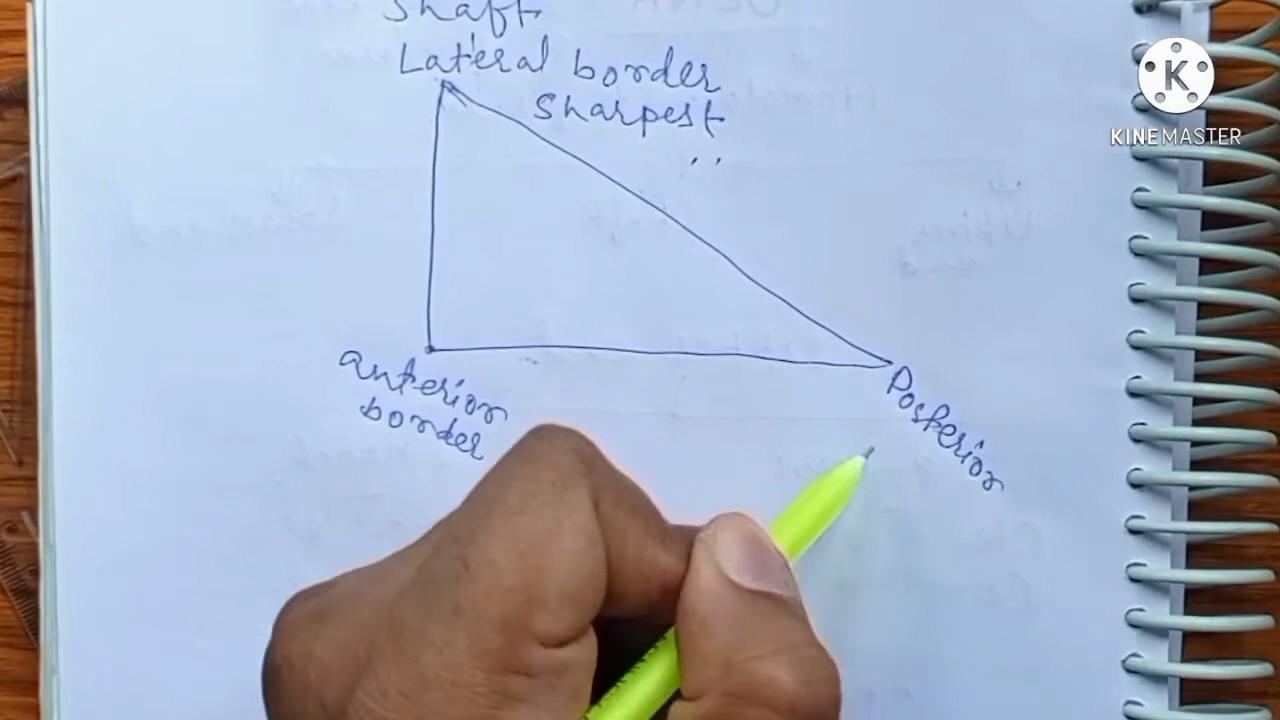 Shaft
Lateral border
Sharpest
anterior
border
Posterior
K
KINEMASTER